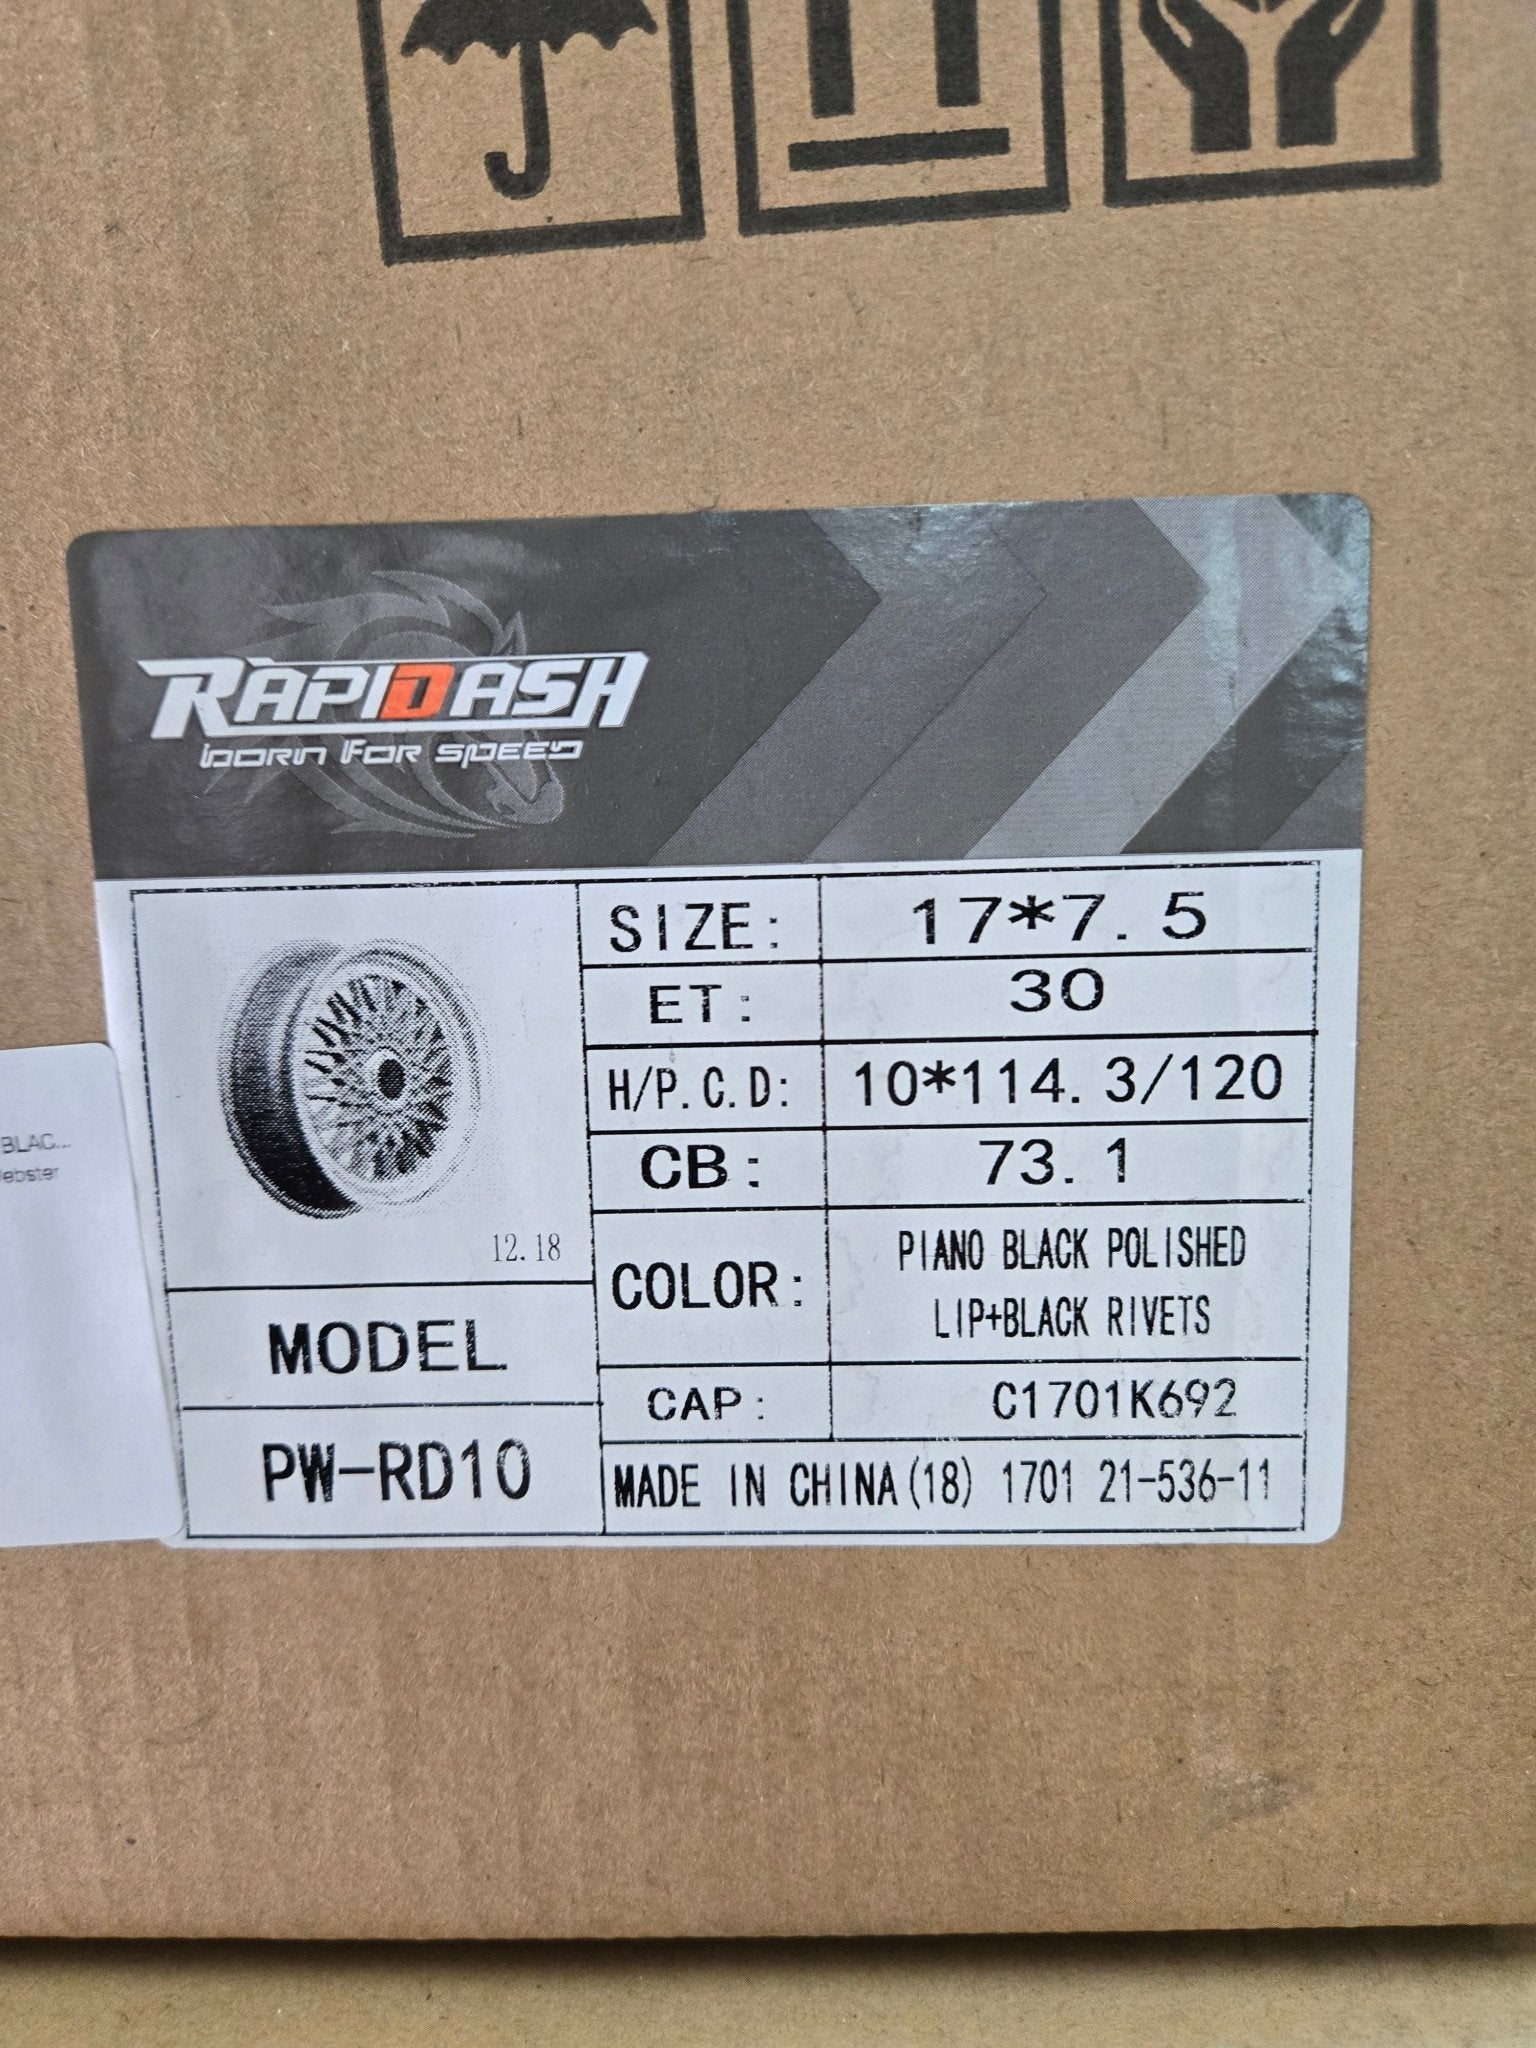 RAPIDASH
BORN FOR SPEED
SIZE: 17*7.5
ET: 30
H/P.C.D: 10*114.3/120
CB: 73.1
COLOR: PIANO BLACK POLISHED
LIP+BLACK RIVETS
CAP: C1701K692
MADE IN CHINA(18) 1701 21-536-11
12.18
MODEL
PW-RD10
BLAC...
ebster